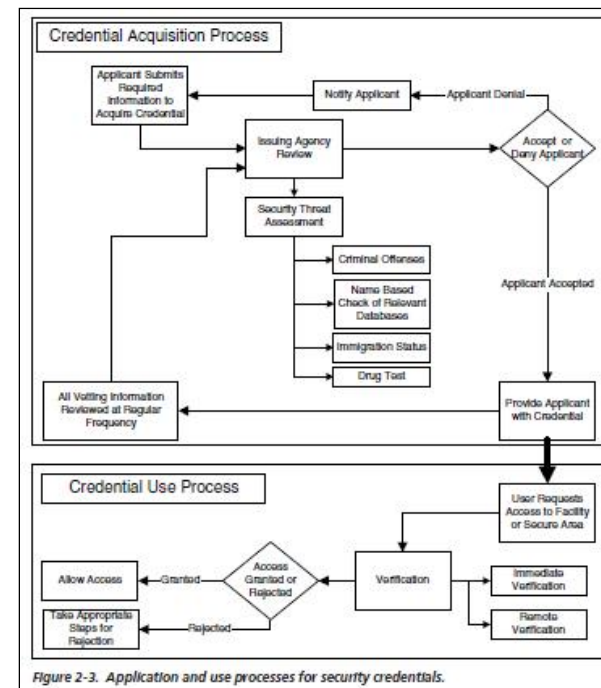 Credential Acquisition Process
Applicant Submits
Required
Information to
Acquire Credential
Notify Applicant
Applicant Denial
Issuing Agency
Review
Accept or
Deny Applicant
Security Threat
Assessment
Criminal Offenses
Name Based
Check of Relevant
Databases
Immigration Status
Drug Test
Applicant Accepted
All Vetting Information
Reviewed at Regular
Frequency
Provide Applicant
with Credential
Credential Use Process
User Requests
Access to Facility
or Secure Area
Allow Access
Granted
Access
Granted or
Rejected
Verification
Immediate
Verification
Take Appropriate
Steps for
Rejection
Rejected
Remote
Verification
Figure 2-3. Application and use processes for security credentials.